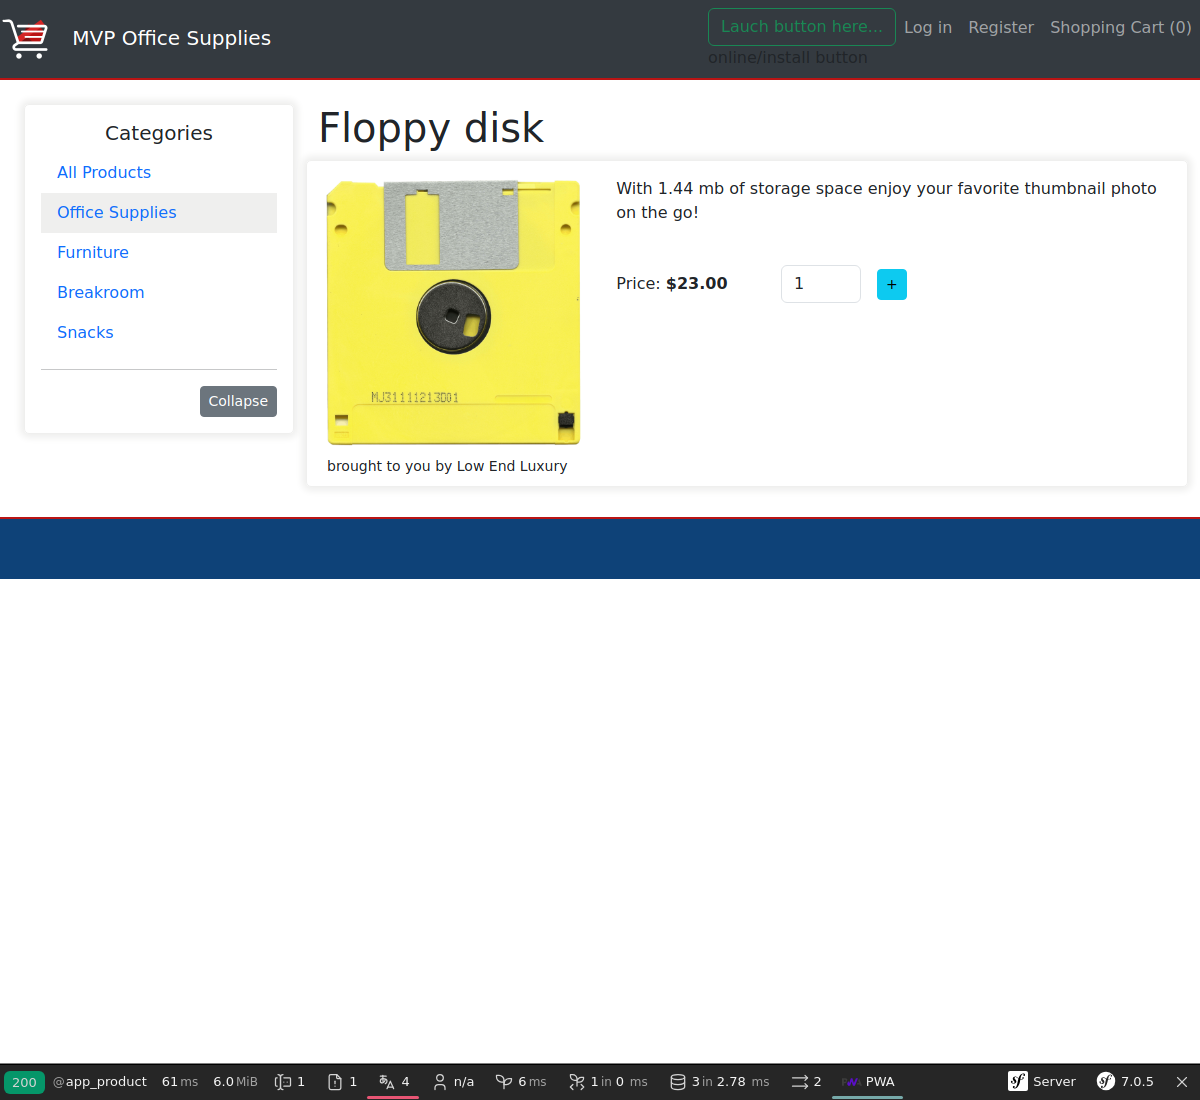 MVP Office Supplies
Lauch button here...
online/install button
Log in
Register
Shopping Cart (0)
Categories
All Products
Office Supplies
Furniture
Breakroom
Snacks
Collapse
Floppy disk
MJ31111213D01
brought to you by Low End Luxury
With 1.44 mb of storage space enjoy your favorite thumbnail photo
on the go!
Price: $23.00
1
+
200 @app_product 61 ms 6.0 MiB 1 1 4 n/a 6 ms 1 in 0 ms 3 in 2.78 ms 2 PWA PWA sf Server sf 7.0.5